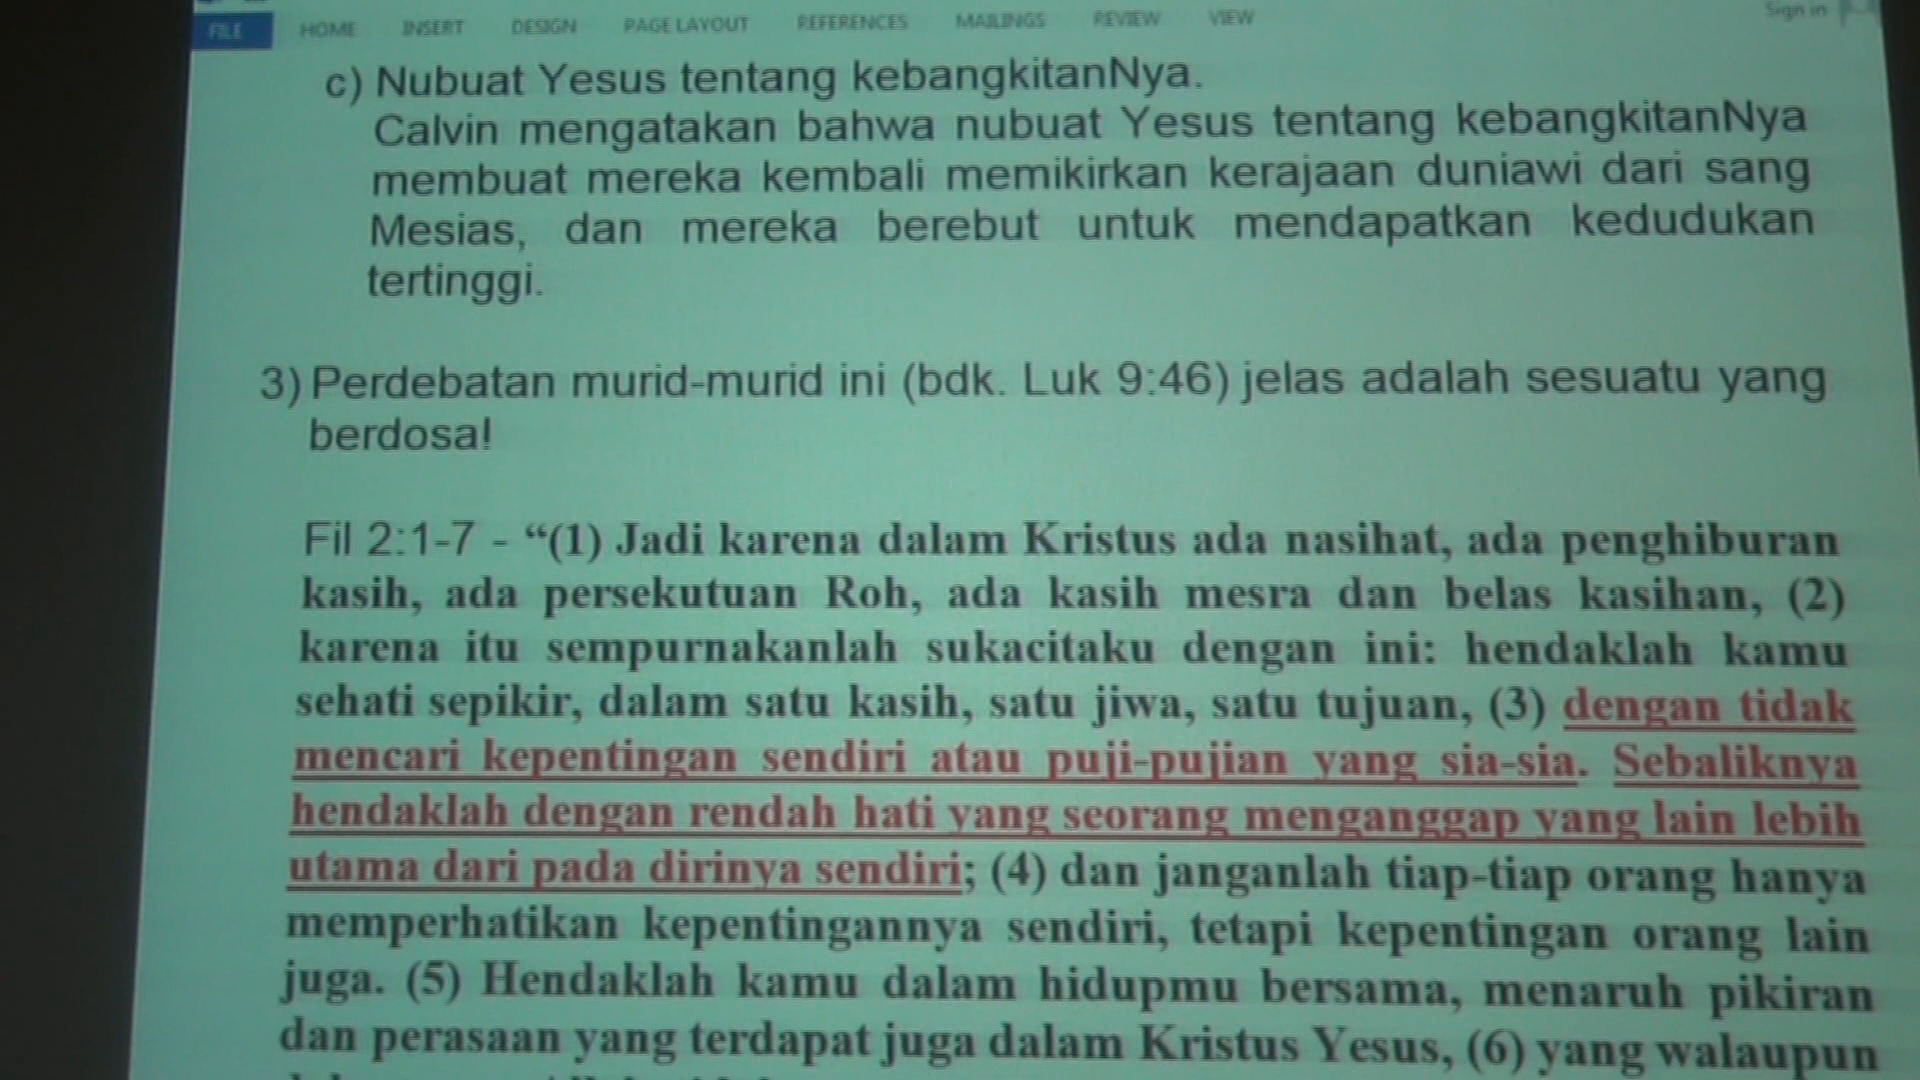 FILE HOME INSERT DESIGN PAGE LAYOUT REFERENCES MAILINGS REVIEW VIEW Sign in
c) Nubuat Yesus tentang kebangkitanNya.
Calvin mengatakan bahwa nubuat Yesus tentang kebangkitanNya
membuat mereka kembali memikirkan kerajaan duniawi dari sang
Mesias, dan mereka berebut untuk mendapatkan kedudukan
tertinggi.
3) Perdebatan murid-murid ini (bdk. Luk 9:46) jelas adalah sesuatu yang
berdosa!
Fil 2:1-7 - “(1) Jadi karena dalam Kristus ada nasihat, ada penghiburan
kasih, ada persekutuan Roh, ada kasih mesra dan belas kasihan, (2)
karena itu sempurnakanlah sukacitaku dengan ini: hendaklah kamu
sehati sepikir, dalam satu kasih, satu jiwa, satu tujuan, (3) dengan tidak
mencari kepentingan sendiri atau puji-pujian yang sia-sia. Sebaliknya
hendaklah dengan rendah hati yang seorang menganggap yang lain lebih
utama dari pada dirinya sendiri; (4) dan janganlah tiap-tiap orang hanya
memperhatikan kepentingannya sendiri, tetapi kepentingan orang lain
juga. (5) Hendaklah kamu dalam hidupmu bersama, menaruh pikiran
dan perasaan yang terdapat juga dalam Kristus Yesus, (6) yang walaupun